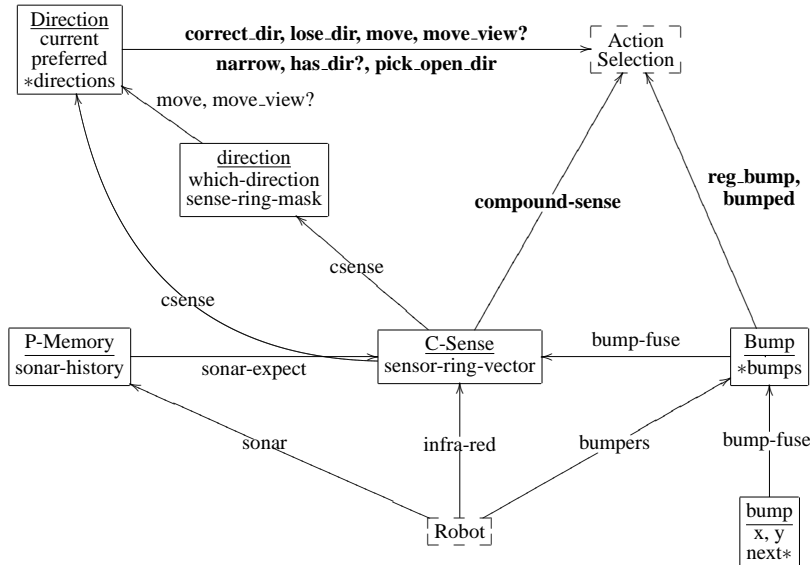 Direction
current
preferred
*directions
correct_dir, lose_dir, move, move_view?
narrow, has_dir?, pick_open_dir
Action
Selection
move, move_view?
direction
which-direction
sense-ring-mask
compound-sense
reg_bump,
bumped
csense
csense
P-Memory
sonar-history
sonar-expect
C-Sense
sensor-ring-vector
bump-fuse
Bump
*bumps
sonar
infra-red
bumpers
bump-fuse
Robot
bump
x, y
next*